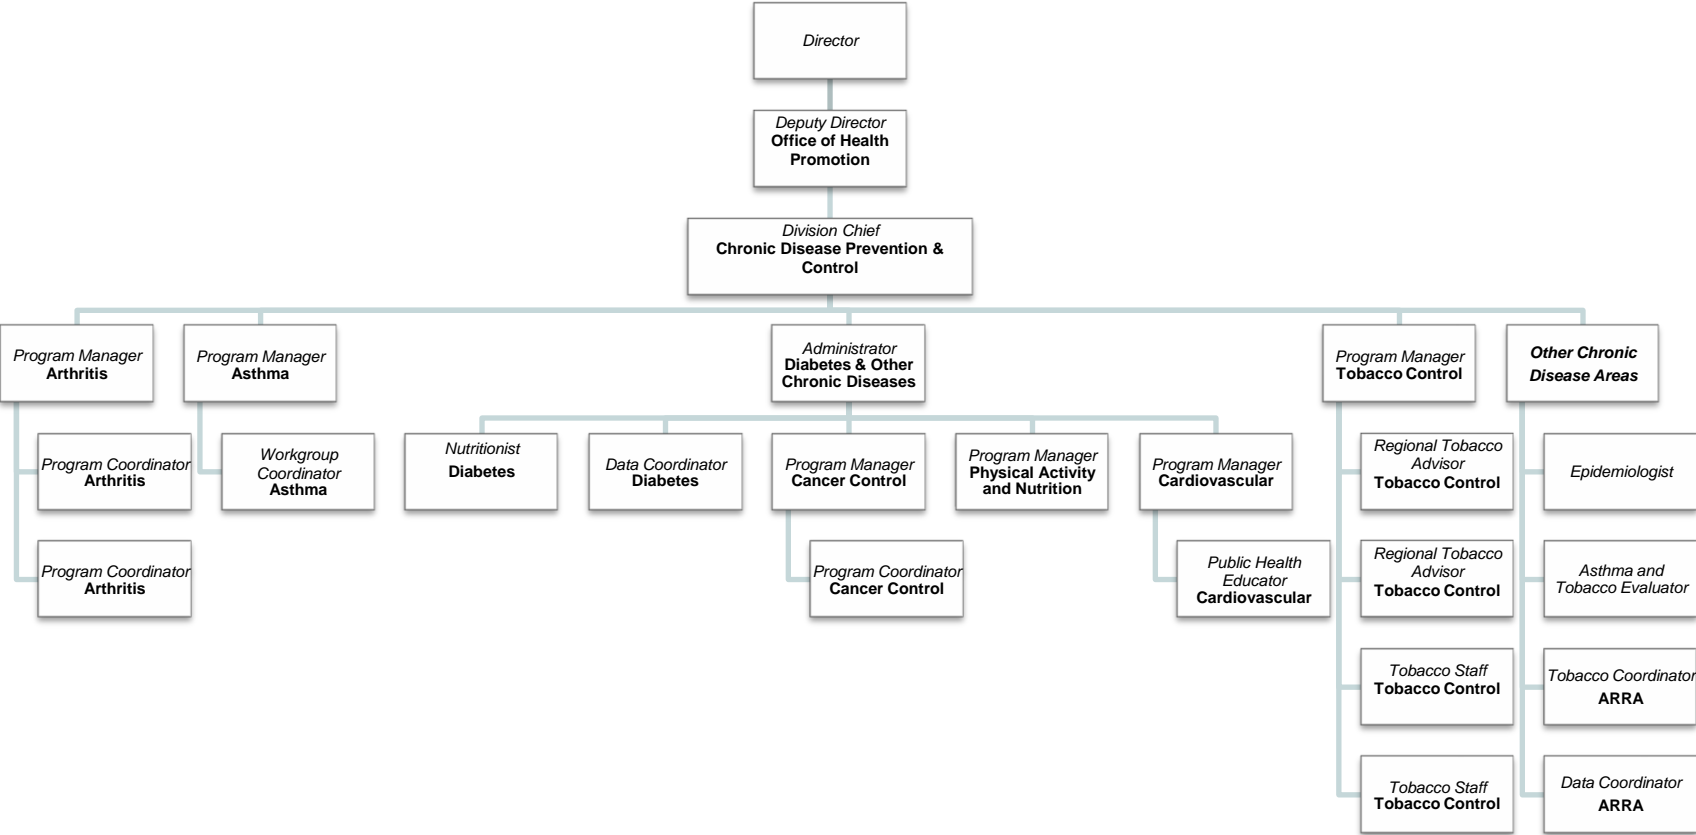 Director
Deputy Director
Office of Health
Promotion
Division Chief
Chronic Disease Prevention &
Control
Program Manager
Arthritis
Program Manager
Asthma
Administrator
Diabetes & Other
Chronic Diseases
Program Manager
Tobacco Control
Other Chronic
Disease Areas
Program Coordinator
Arthritis
Workgroup
Coordinator
Asthma
Nutritionist
Diabetes
Data Coordinator
Diabetes
Program Manager
Cancer Control
Program Manager
Physical Activity
and Nutrition
Program Manager
Cardiovascular
Regional Tobacco
Advisor
Tobacco Control
Epidemiologist
Program Coordinator
Arthritis
Program Coordinator
Cancer Control
Public Health
Educator
Cardiovascular
Regional Tobacco
Advisor
Tobacco Control
Asthma and
Tobacco Evaluator
Tobacco Staff
Tobacco Control
Tobacco Coordinator
ARRA
Tobacco Staff
Tobacco Control
Data Coordinator
ARRA